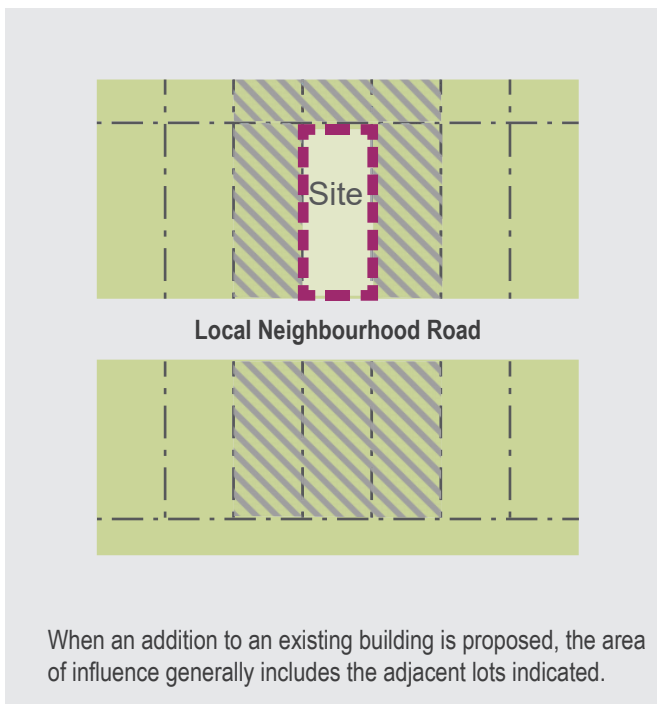 Site
Local Neighbourhood Road
When an addition to an existing building is proposed, the area
of influence generally includes the adjacent lots indicated.